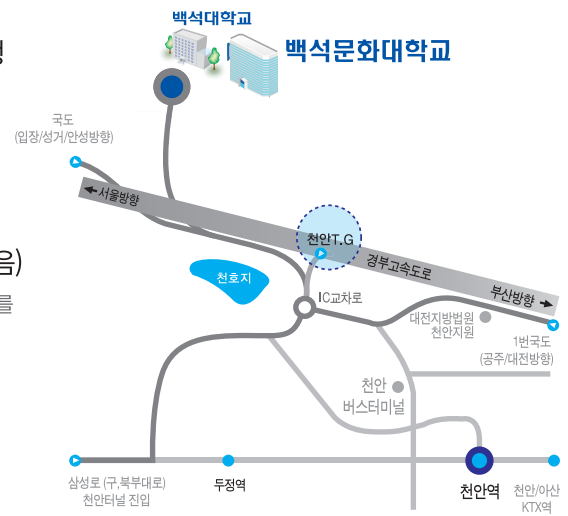 백석대학교
백석문화대학교
국도
(입장/성거/안성방향)
서울방향
천안T.G
경부고속도로
부산방향
음)
를
천호지
IC교차로
대전지방법원
천안지원
1번국도
(공주/대전방향)
천안
버스터미널
삼성로 (구,북부대로)
천안터널 진입
두정역
천안역
천안/아산
KTX역